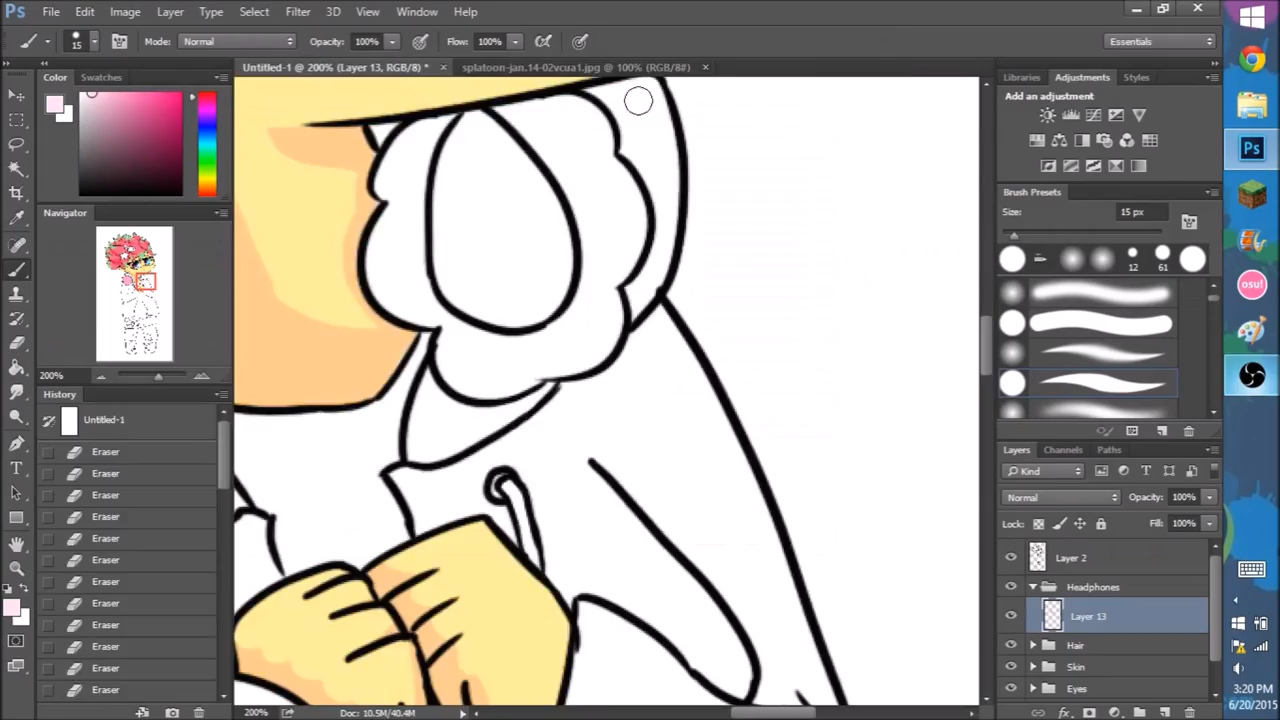 Ps File Edit Image Layer Type Select Filter 3D View Window Help
15 Mode: Normal Opacity: 100% Flow: 100% Essentials
Untitled-1 @ 200% (Layer 13, RGB/8) * × splatoon-jan.14-02vcua1.jpg @ 100% (RGB/8#) ×
Color Swatches
Libraries Adjustments Styles
Add an adjustment
Brush Presets
Size: 15 px
12 61
Navigator
200%
History
Untitled-1
Eraser
Eraser
Eraser
Eraser
Eraser
Eraser
Eraser
Eraser
Eraser
Eraser
Eraser
Eraser
Layers Channels Paths
Kind
Normal Opacity: 100%
Lock: Fill: 100%
Layer 2
Headphones
Layer 13
Hair
Skin
Eyes
fx
200% Doc: 10.5M/40.4M
Ps
osu!
3:20 PM
6/20/2015